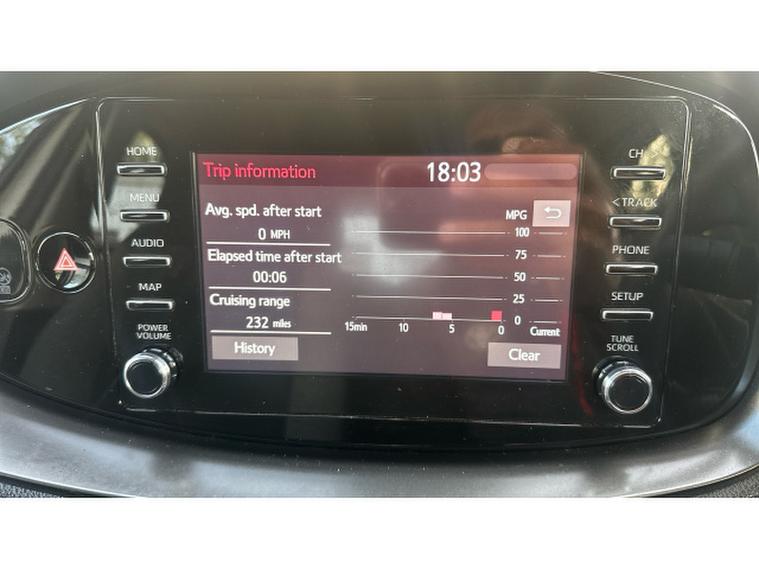 HOME
MENU
AUDIO
MAP
POWER
VOLUME
Trip information
18:03
Avg. spd. after start
0 MPH
Elapsed time after start
00:06
Cruising range
232 miles
History
MPG
100
75
50
25
0
15min 10 5 0 Current
Clear
CH
< TRACK
PHONE
SETUP
TUNE
SCROLL